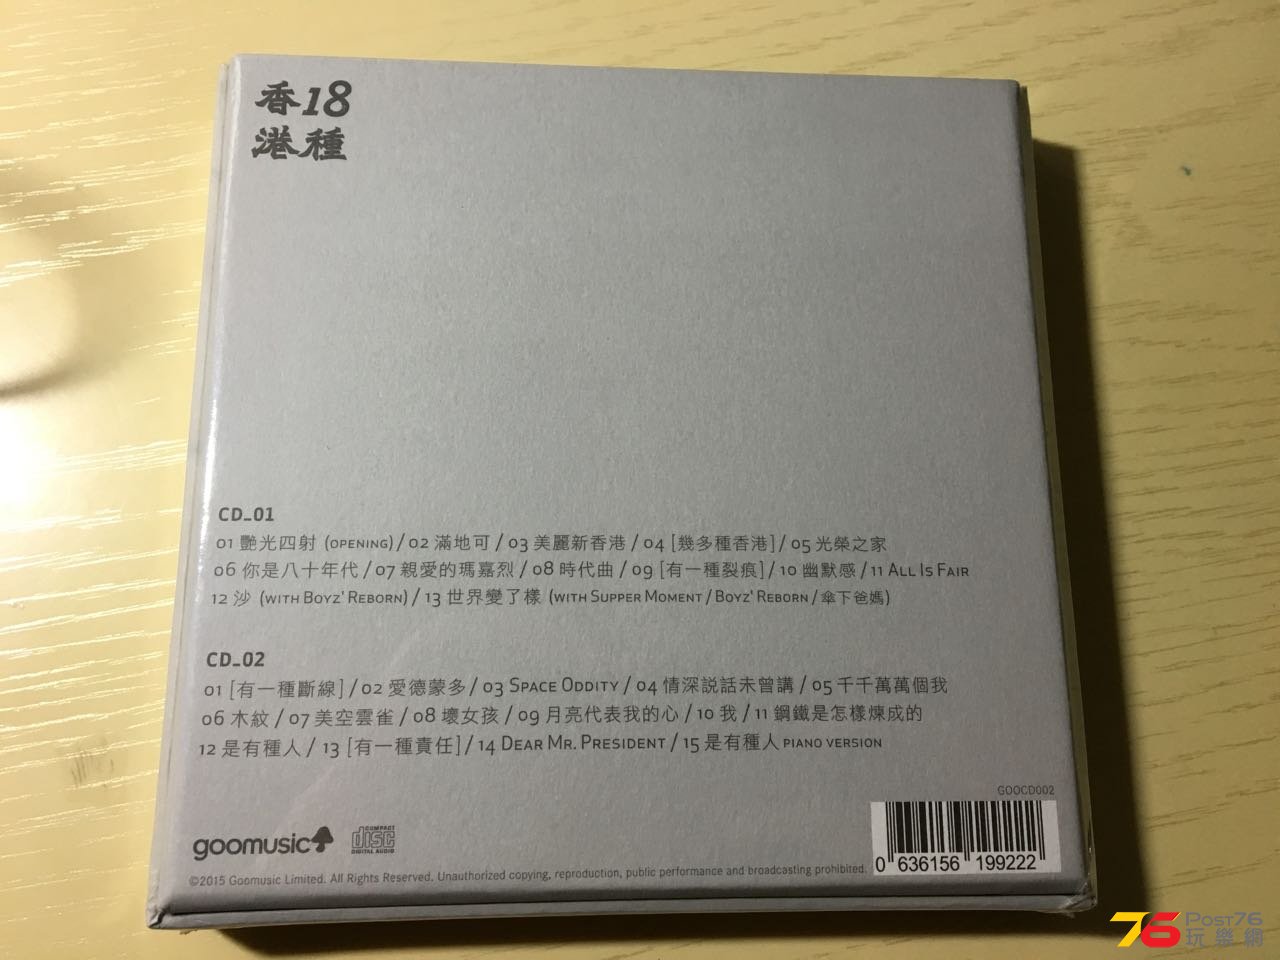 香18
港種
CD_01
01 艷光四射 (OPENING) / 02 滿地可 / 03 美麗新香港 / 04 [幾多種香港] / 05 光榮之家
06 你是八十年代 / 07 親愛的瑪嘉烈 / 08 時代曲 / 09 [有一種裂痕] / 10 幽默感 / 11 ALL IS FAIR
12 沙 (WITH BOYZ' REBORN) / 13 世界變了樣 (WITH SUPPER MOMENT / BOYZ' REBORN / 傘下爸媽)
CD_02
01 [有一種斷線] / 02 愛德蒙多 / 03 SPACE ODDITY / 04 情深説話未曾講 / 05 千千萬萬個我
06 木紋 / 07 美空雲雀 / 08 壞女孩 / 09 月亮代表我的心 / 10 我 / 11 鋼鐵是怎樣煉成的
12 是有種人 / 13 [有一種責任] / 14 DEAR MR. PRESIDENT / 15 是有種人 PIANO VERSION
GOOCD002
goomusic
COMPACT
disc
DIGITAL AUDIO
0 636156 199222
©2015 Goomusic Limited. All Rights Reserved. Unauthorized copying, reproduction, public performance and broadcasting prohibited.
76 POST76
玩樂網